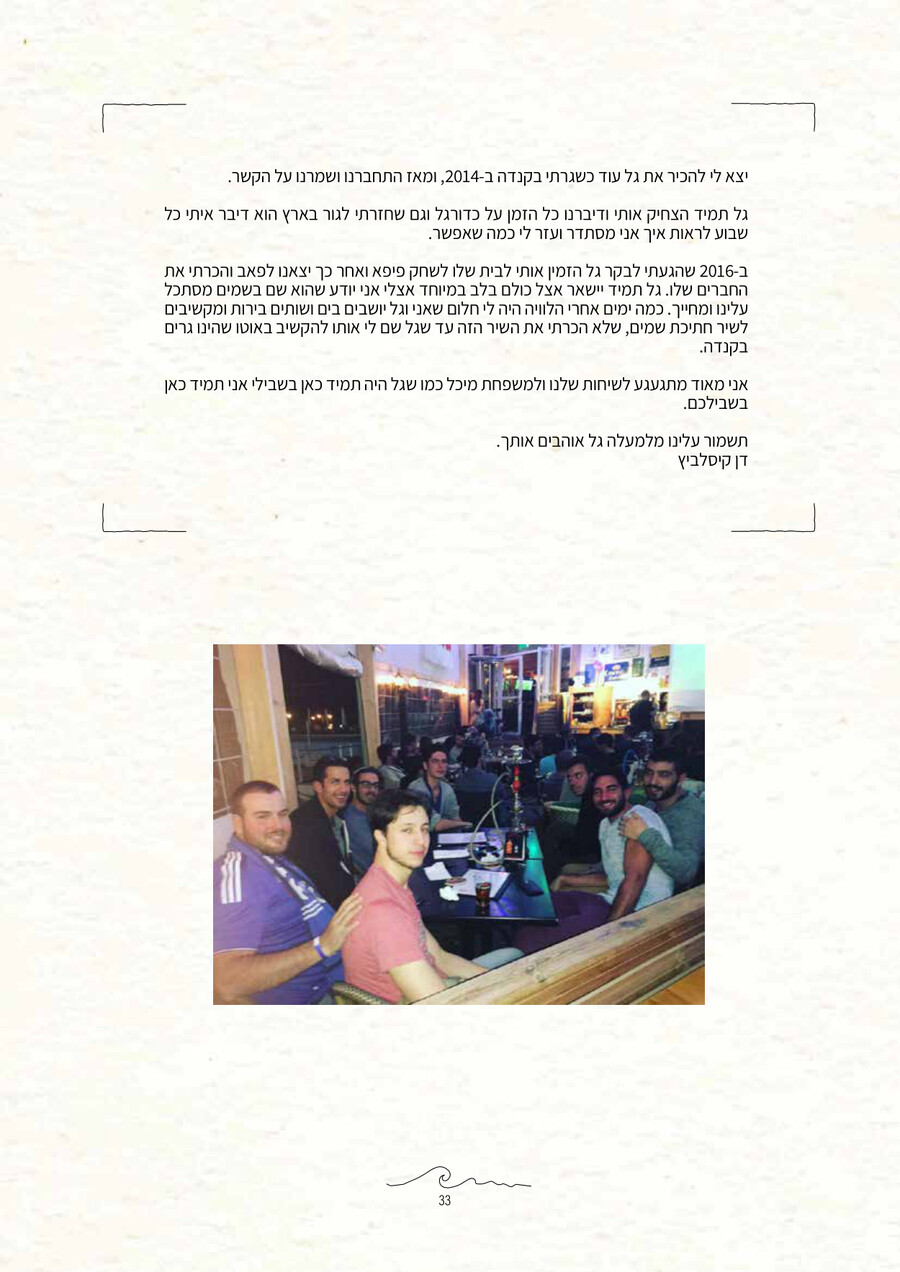 יצא לי להכיר את גל עוד כשגרתי בקנדה ב-2014, ומאז התחברנו ושמרנו על הקשר.
גל תמיד הצחיק אותי ודיברנו כל הזמן על כדורגל וגם שחזרתי לגור בארץ הוא דיבר איתי כל
שבוע לראות איך אני מסתדר ועזר לי כמה שאפשר.
ב-2016 שהגעתי לבקר גל הזמין אותי לבית שלו לשחק פיפא ואחר כך יצאנו לפאב והכרתי את
החברים שלו. גל תמיד יישאר אצל כולם בלב במיוחד אצלי אני יודע שהוא שם בשמים מסתכל
עלינו ומחייך. כמה ימים אחרי הלוויה היה לי חלום שאני וגל יושבים בים ושותים בירות ומקשיבים
לשיר חתיכת שמים, שלא הכרתי את השיר הזה עד שגל שם לי אותו להקשיב באוטו שהינו גרים
בקנדה.
אני מאוד מתגעגע לשיחות שלנו ולמשפחת מיכל כמו שגל היה תמיד כאן בשבילי אני תמיד כאן
בשבילכם.
תשמור עלינו מלמעלה גל אוהבים אותך.
דן קיסלביץ
33